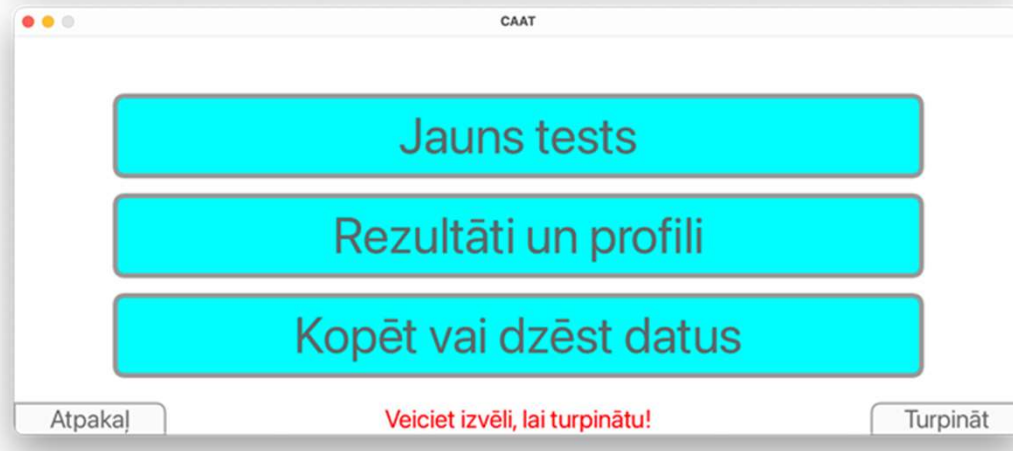 CAAT
Jauns tests
Rezultāti un profili
Kopēt vai dzēst datus
Atpakaļ
Veiciet izvēli, lai turpinātu!
Turpināt